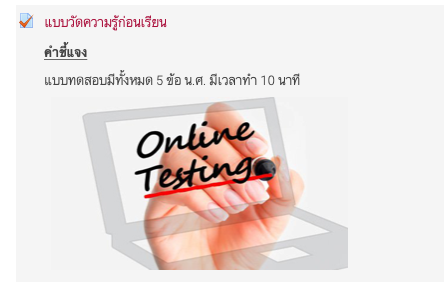 แบบวัดความรู้ก่อนเรียน
คำชี้แจง
แบบทดสอบมีทั้งหมด 5 ข้อ น.ศ. มีเวลาทำ 10 นาที
Online
Testing